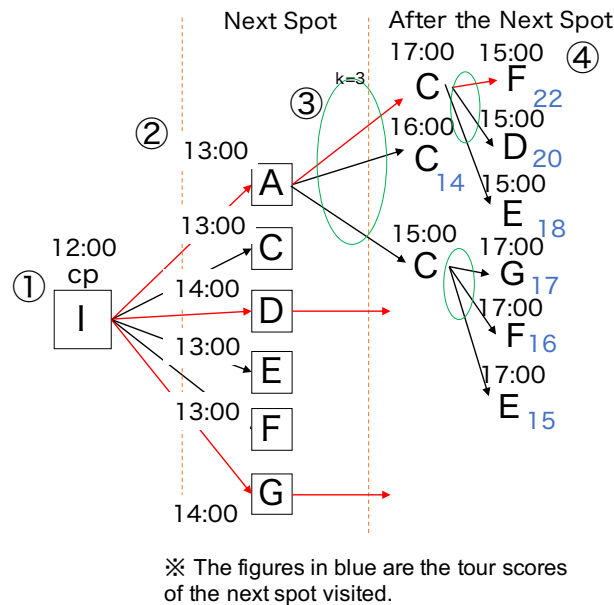 Next Spot
After the Next Spot
17:00
15:00
④
k=3
③
C
F
22
②
16:00
15:00
13:00
C
D
14
20
A
15:00
E
18
13:00
12:00
C
15:00
17:00
cp
C
G
①
14:00
17
I
D
17:00
F
16
13:00
E
17:00
E
15
13:00
F
G
14:00
※ The figures in blue are the tour scores
of the next spot visited.